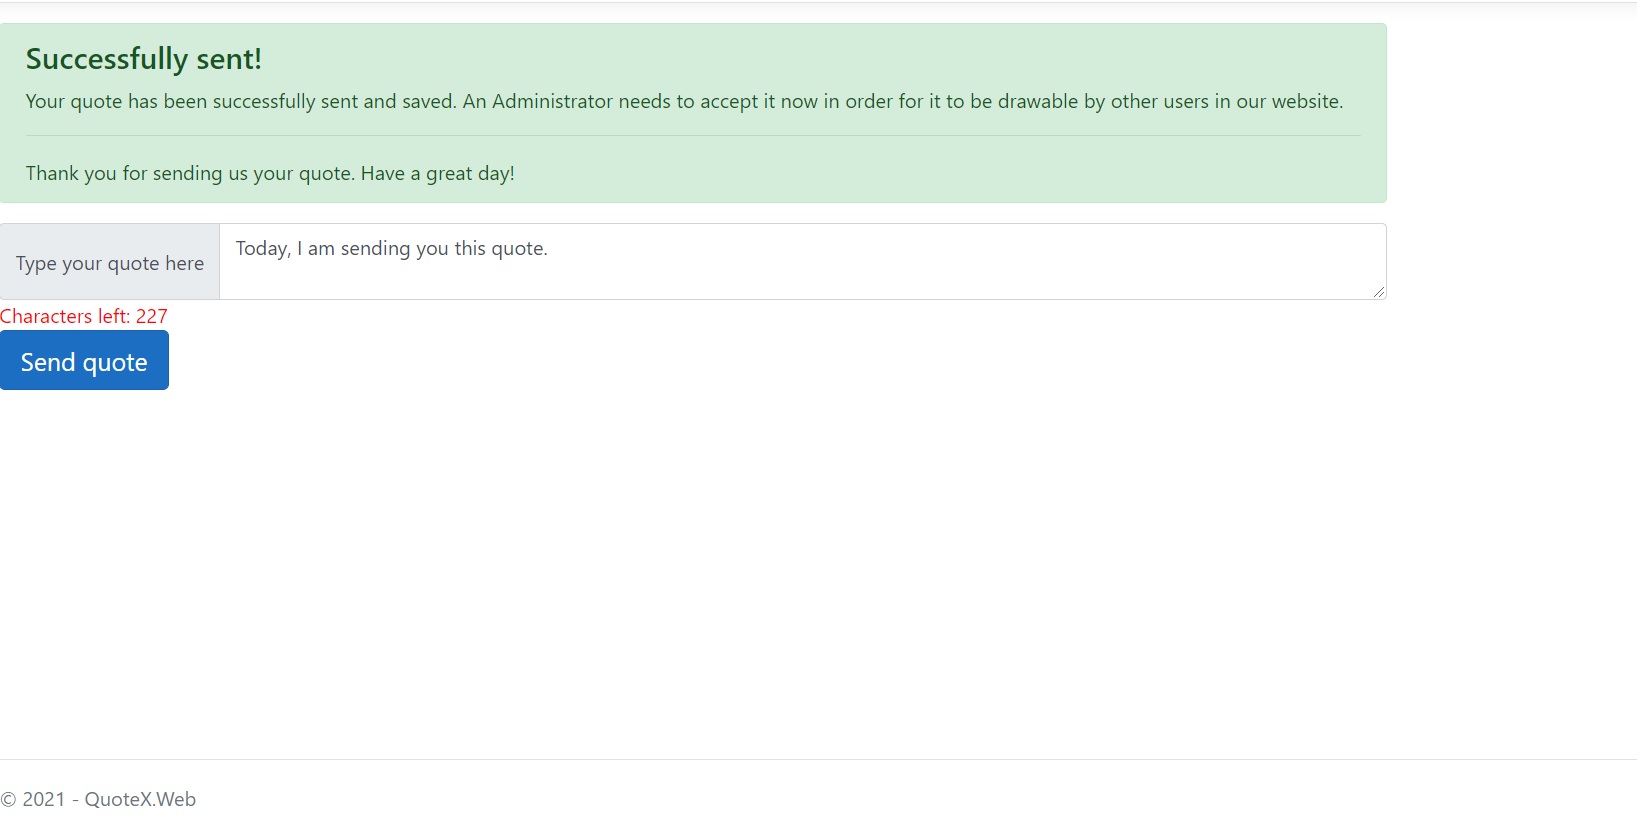 Successfully sent!
Your quote has been successfully sent and saved. An Administrator needs to accept it now in order for it to be drawable by other users in our website.
Thank you for sending us your quote. Have a great day!
Type your quote here
Today, I am sending you this quote.
Characters left: 227
Send quote
© 2021 - QuoteX.Web